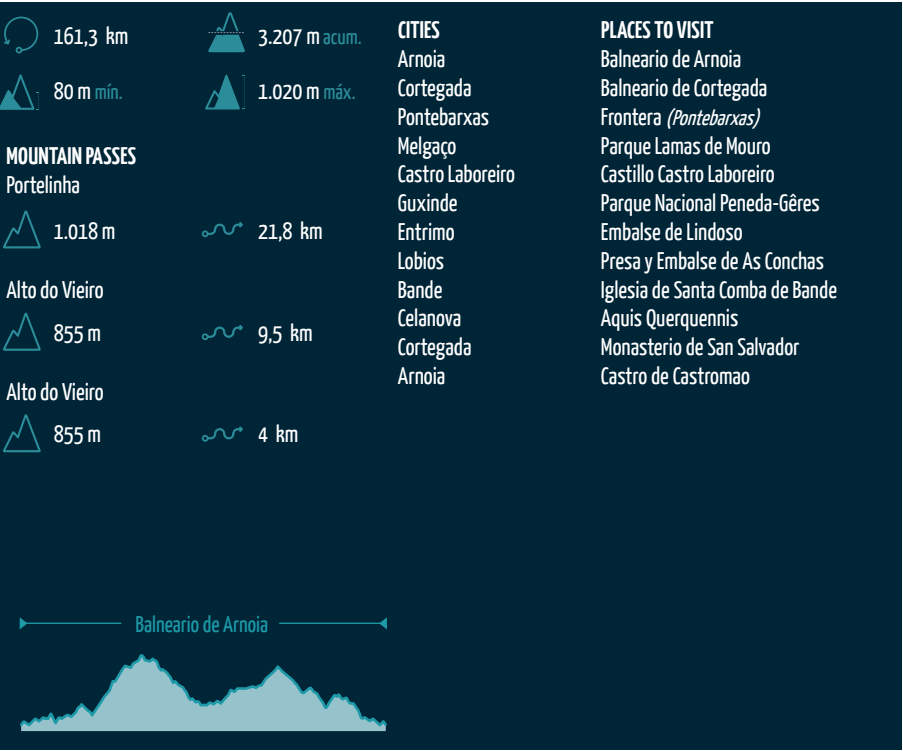 161,3 km
3.207 m acum.
80 m mín.
1.020 m máx.
MOUNTAIN PASSES
Portelinha
1.018 m
21,8 km
Alto do Vieiro
855 m
9,5 km
Alto do Vieiro
855 m
4 km
CITIES
Arnoia
Cortegada
Pontebarxas
Melgaço
Castro Laboreiro
Guxinde
Entrimo
Lobios
Bande
Celanova
Cortegada
Arnoia
PLACES TO VISIT
Balneario de Arnoia
Balneario de Cortegada
Frontera (Pontebarxas)
Parque Lamas de Mouro
Castillo Castro Laboreiro
Parque Nacional Peneda-Gêres
Embalse de Lindoso
Presa y Embalse de As Conchas
Iglesia de Santa Comba de Bande
Aquis Querquennis
Monasterio de San Salvador
Castro de Castromao
Balneario de Arnoia